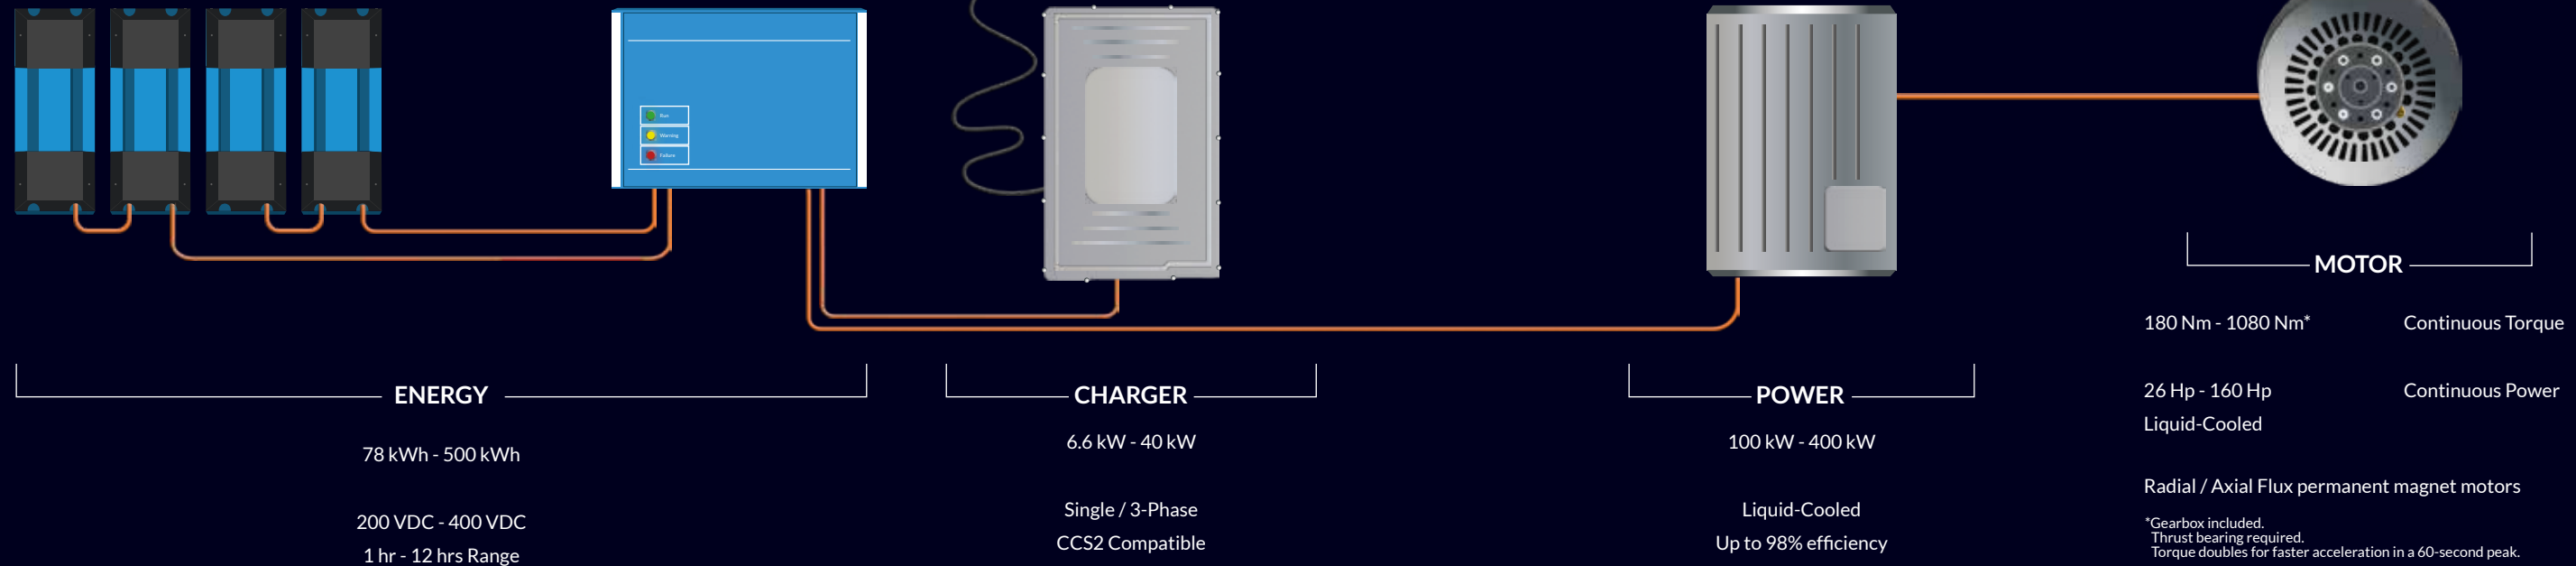 Run
Warning
Failure
ENERGY
78 kWh - 500 kWh
200 VDC - 400 VDC
1 hr - 12 hrs Range
CHARGER
6.6 kW - 40 kW
Single / 3-Phase
CCS2 Compatible
POWER
100 kW - 400 kW
Liquid-Cooled
Up to 98% efficiency
MOTOR
180 Nm - 1080 Nm* Continuous Torque
26 Hp - 160 Hp Continuous Power
Liquid-Cooled
Radial / Axial Flux permanent magnet motors
*Gearbox included.
Thrust bearing required.
Torque doubles for faster acceleration in a 60-second peak.